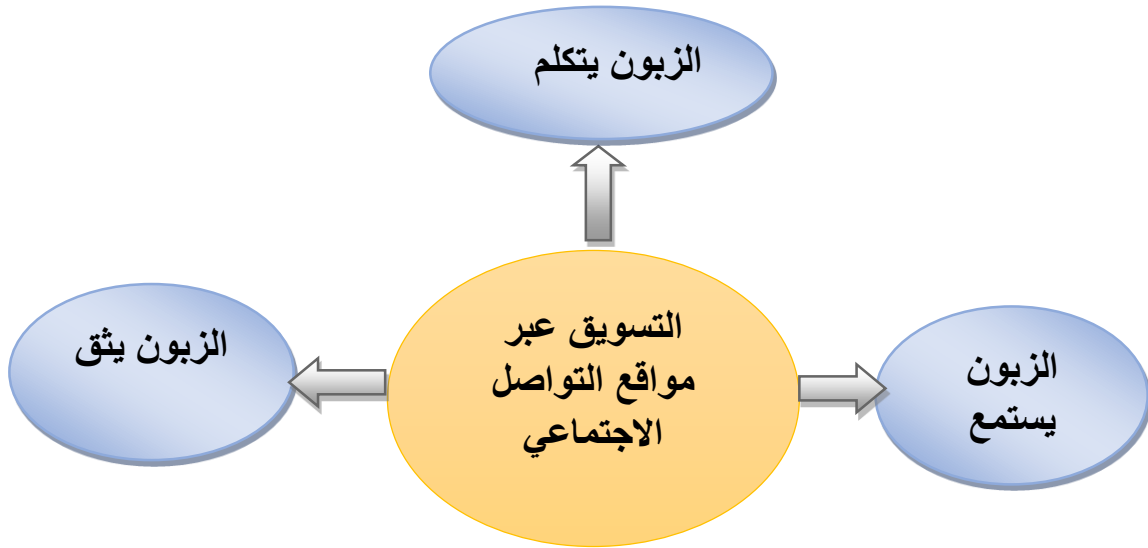 الزبون يتكلم
التسويق عبر
مواقع التواصل
الاجتماعي
الزبون
يستمع
الزبون يثق